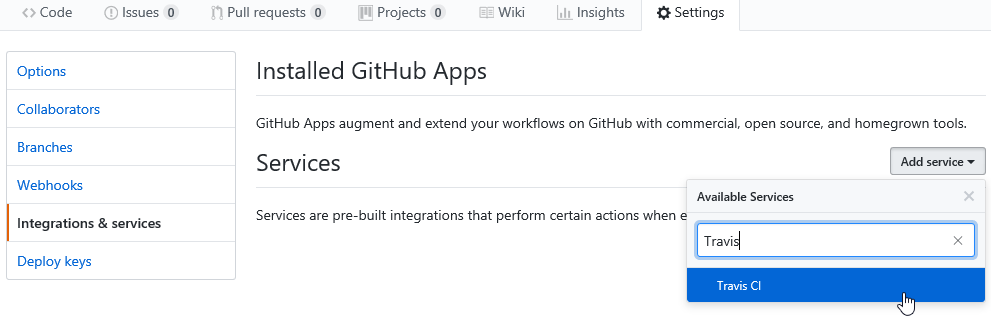 Code Issues 0 Pull requests 0 Projects 0 Wiki Insights Settings
Options
Collaborators
Branches
Webhooks
Integrations & services
Deploy keys
Installed GitHub Apps
GitHub Apps augment and extend your workflows on GitHub with commercial, open source, and homegrown tools.
Services
Add service
Services are pre-built integrations that perform certain actions when e
Available Services
Travis
Travis CI